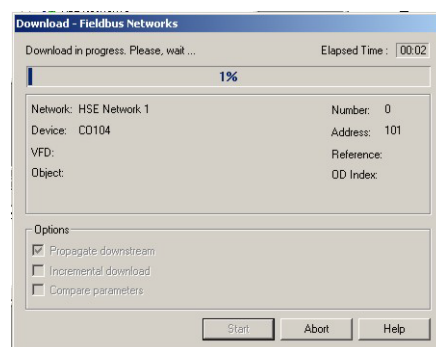 Download - Fieldbus Networks
Download in progress. Please, wait ... Elapsed Time : 00:02
1%
Network: HSE Network 1 Number: 0
Device: CO104 Address: 101
VFD: Reference:
Object: OD Index:
Options
Propagate downstream
Incremental download
Compare parameters
Start Abort Help